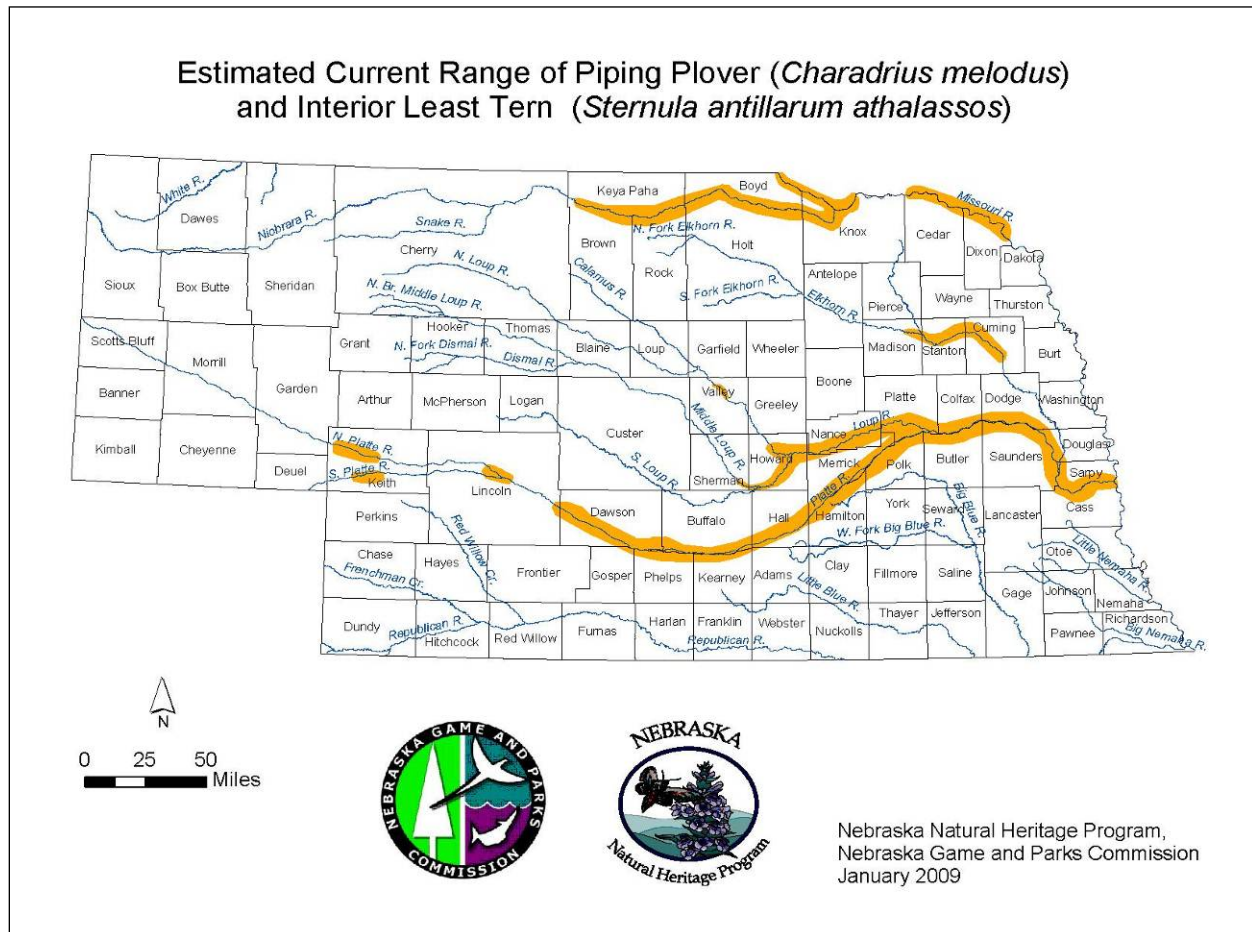 Estimated Current Range of Piping Plover (Charadrius melodus)
and Interior Least Tern (Sternula antillarum athalassos)
White R.
Dawes
Niobrara R.
Snake R.
Cherry
Keya Paha
Boyd
Missouri R.
Knox
Cedar
Dixon
Dakota
Brown
Rock
N. Fork Elkhorn R.
Holt
Sioux
Box Butte
Sheridan
N. Loup R.
Calamus R.
S. Fork Elkhorn R.
Antelope
Elkhorn R.
Pierce
Wayne
Thurston
N. Br. Middle Loup R.
Scotts Bluff
Morrill
Garden
Grant
Hooker
Thomas
N. Fork Dismal R.
Dismal R.
Blaine
Loup
Garfield
Wheeler
Madison
Stanton
Cuming
Burt
Banner
Arthur
McPherson
Logan
Custer
Valley
Greeley
Boone
Platte
Colfax
Dodge
Washington
Middle Loup R.
Loup R.
Nance
Kimball
Cheyenne
Deuel
N. Platte R.
S. Platte R.
Keith
Lincoln
S. Loup R.
Sherman
Howard
Merrick
Platte R.
Polk
Butler
Saunders
Douglas
Sarpy
Cass
Perkins
Red Willow Cr.
Dawson
Buffalo
Hall
Hamilton
York
Seward
Big Blue R.
Lancaster
W. Fork Big Blue R.
Otoe
Little Nemaha R.
Chase
Hayes
Frontier
Gosper
Phelps
Kearney
Adams
Clay
Fillmore
Saline
Frenchman Cr.
Little Blue R.
Gage
Johnson
Nemaha
Dundy
Republican R.
Hitchcock
Red Willow
Furnas
Harlan
Franklin
Republican R.
Webster
Nuckolls
Thayer
Jefferson
Pawnee
Richardson
Big Nemaha R.
N
0 25 50
Miles
NEBRASKA GAME AND PARKS
COMMISSION
NEBRASKA
Natural Heritage Program
Nebraska Natural Heritage Program,
Nebraska Game and Parks Commission
January 2009